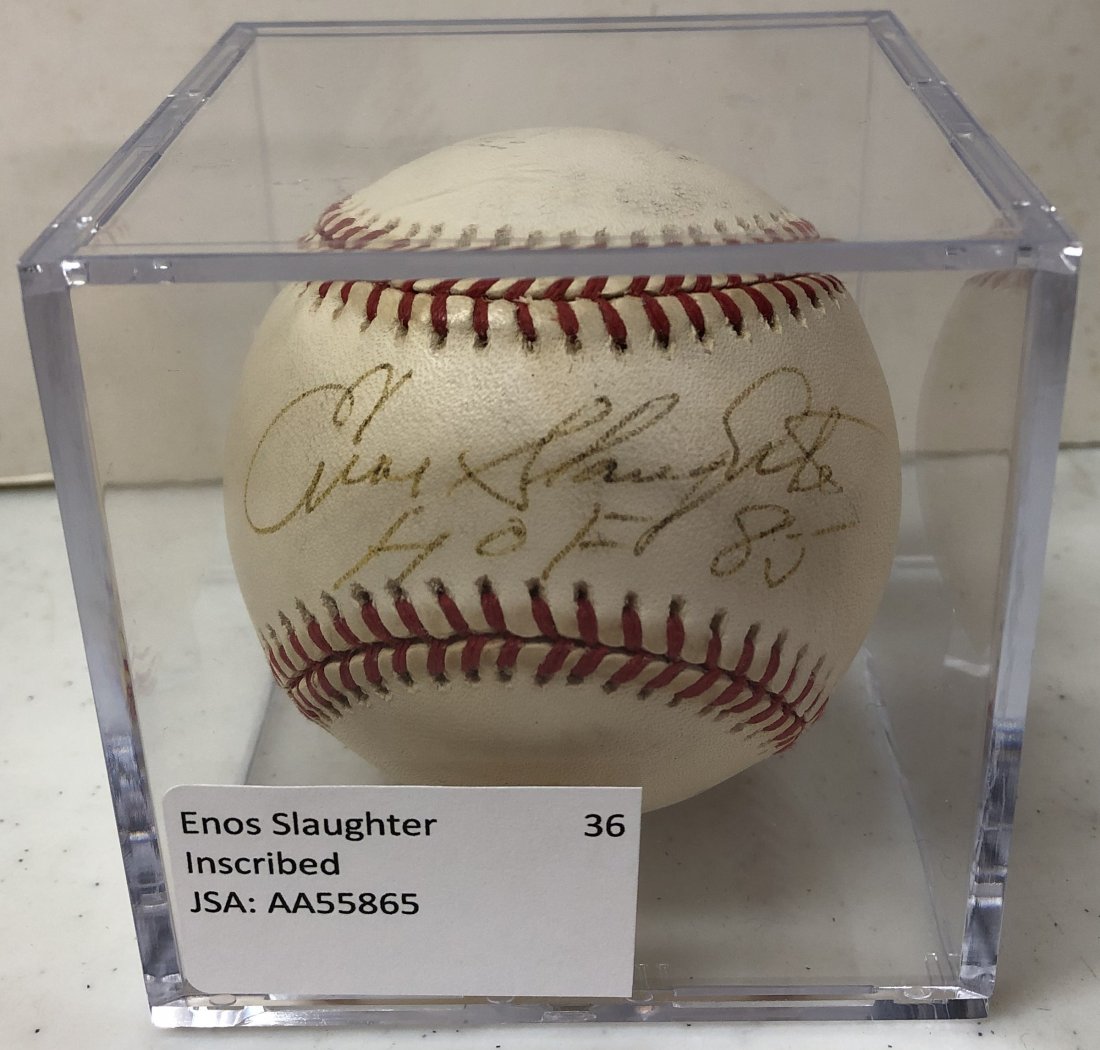 Enos Slaughter
HOF 85
Enos Slaughter 36
Inscribed
JSA: AA55865